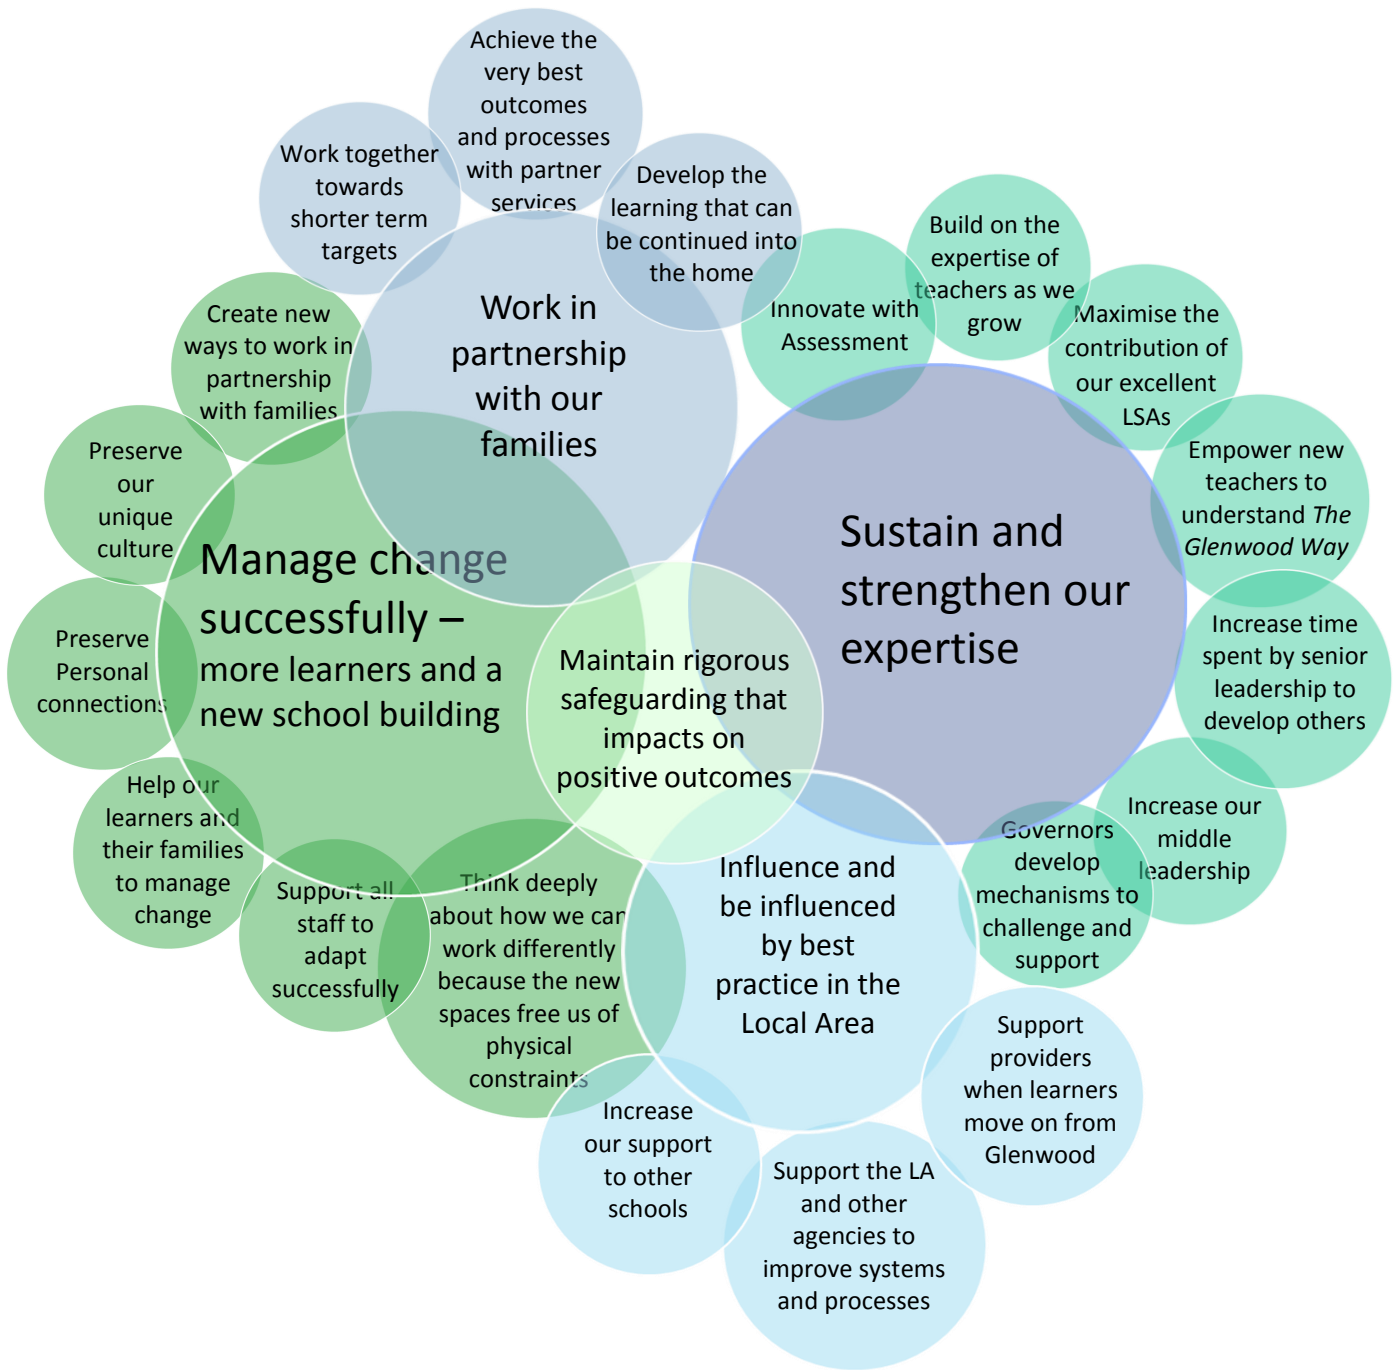 Achieve the
very best
outcomes
and processes
with partner
services
Work together
towards
shorter term
targets
Develop the
learning that can
be continued into
the home
Build on the
expertise of
teachers as we
grow
Innovate with
Assessment
Maximise the
contribution of
our excellent
LSAs
Create new
ways to work in
partnership
with families
Work in
partnership
with our
families
Preserve
our
unique
culture
Empower new
teachers to
understand The
Glenwood Way
Manage change
successfully –
more learners and a
new school building
Sustain and
strengthen our
expertise
Preserve
Personal
connections
Increase time
spent by senior
leadership to
develop others
Maintain rigorous
safeguarding that
impacts on
positive outcomes
Help our
learners and
their families
to manage
change
Increase our
middle
leadership
Governors
develop
mechanisms to
challenge and
support
Support all
staff to
adapt
successfully
Think deeply
about how we can
work differently
because the new
spaces free us of
physical
constraints
Influence and
be influenced
by best
practice in the
Local Area
Support
providers
when learners
move on from
Glenwood
Increase
our support
to other
schools
Support the LA
and other
agencies to
improve systems
and processes